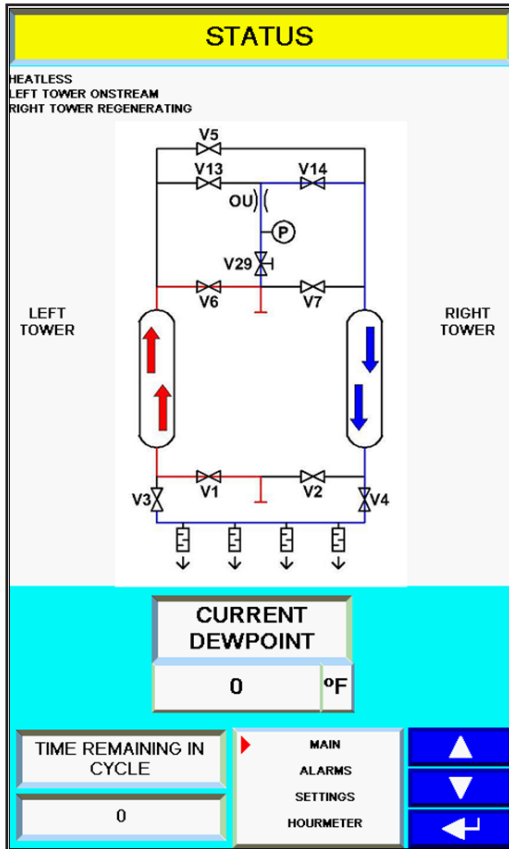 STATUS
HEATLESS
LEFT TOWER ONSTREAM
RIGHT TOWER REGENERATING
V5
V13
V14
OU
P
V29
V6
V7
LEFT
TOWER
RIGHT
TOWER
V1
V2
V3
V4
CURRENT
DEWPOINT
0
ºF
TIME REMAINING IN
CYCLE
0
MAIN
ALARMS
SETTINGS
HOURMETER